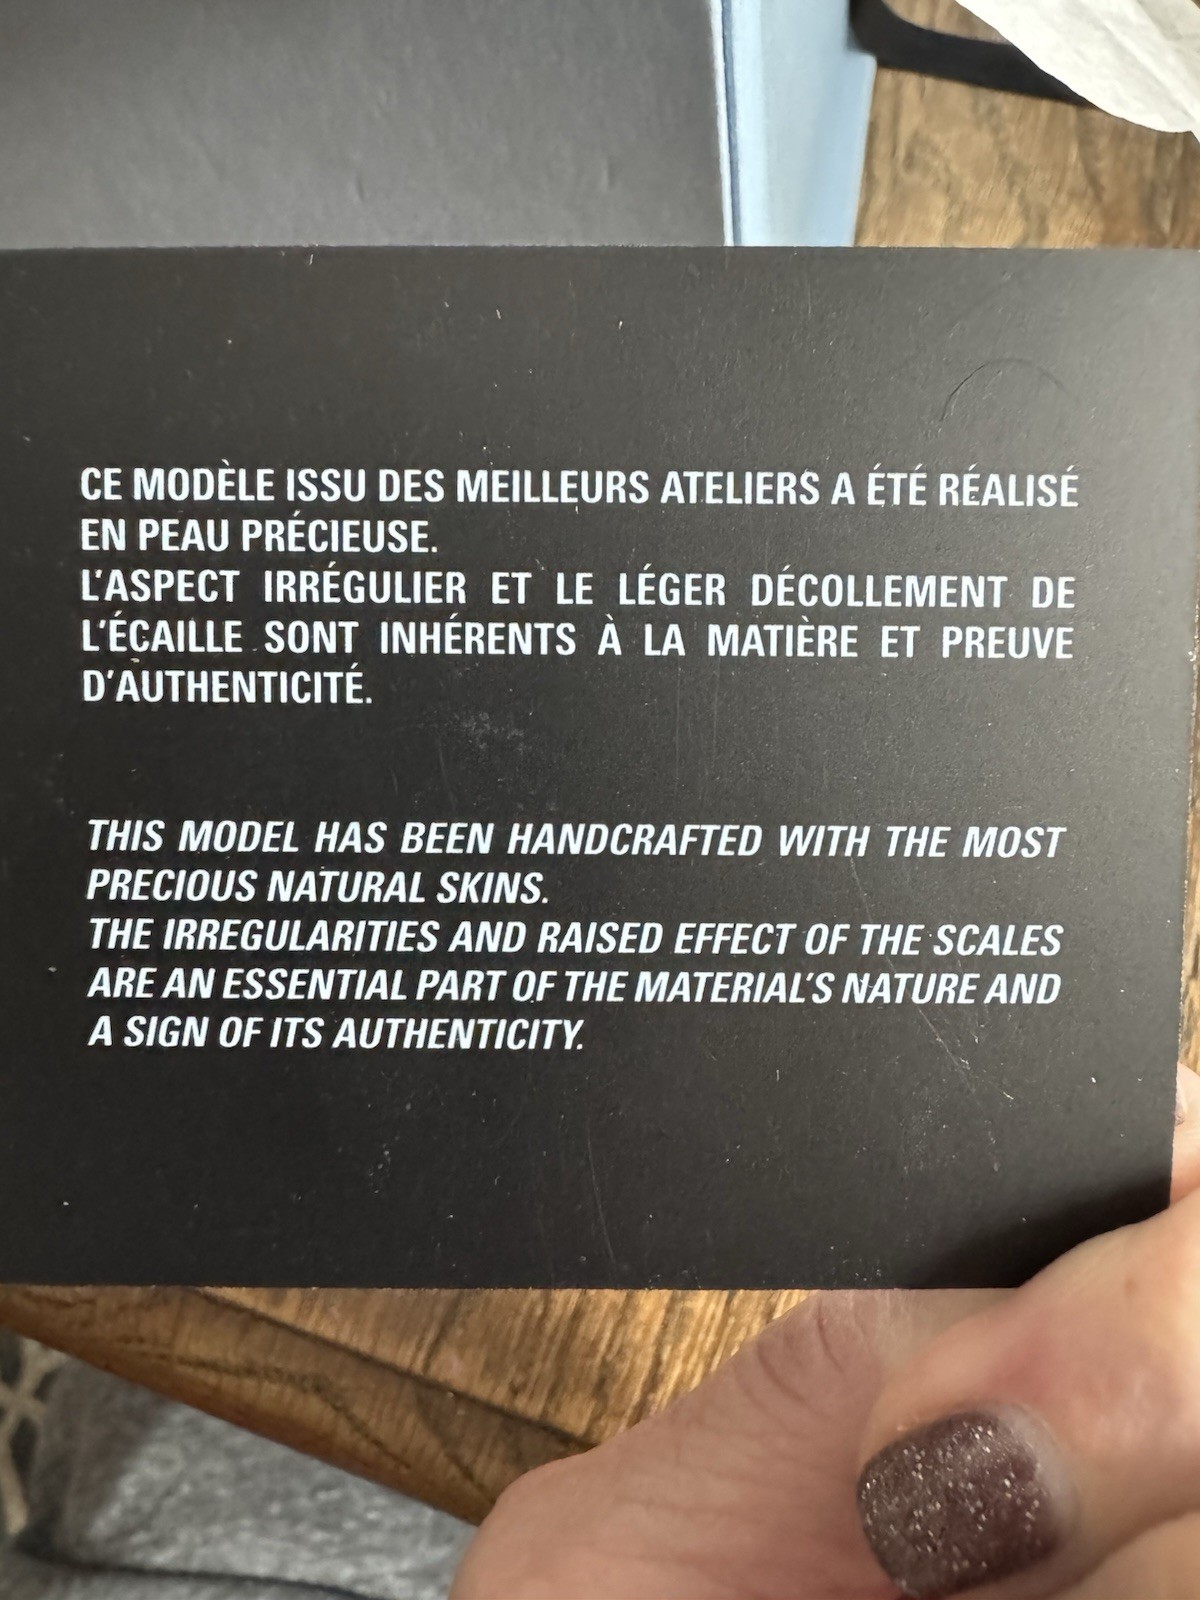 CE MODÈLE ISSU DES MEILLEURS ATELIERS A ÉTÉ RÉALISÉ
EN PEAU PRÉCIEUSE.
L'ASPECT IRRÉGULIER ET LE LÉGER DÉCOLLEMENT DE
L'ÉCAILLE SONT INHÉRENTS À LA MATIÈRE ET PREUVE
D'AUTHENTICITÉ.
THIS MODEL HAS BEEN HANDCRAFTED WITH THE MOST
PRECIOUS NATURAL SKINS.
THE IRREGULARITIES AND RAISED EFFECT OF THE SCALES
ARE AN ESSENTIAL PART OF THE MATERIAL'S NATURE AND
A SIGN OF ITS AUTHENTICITY.